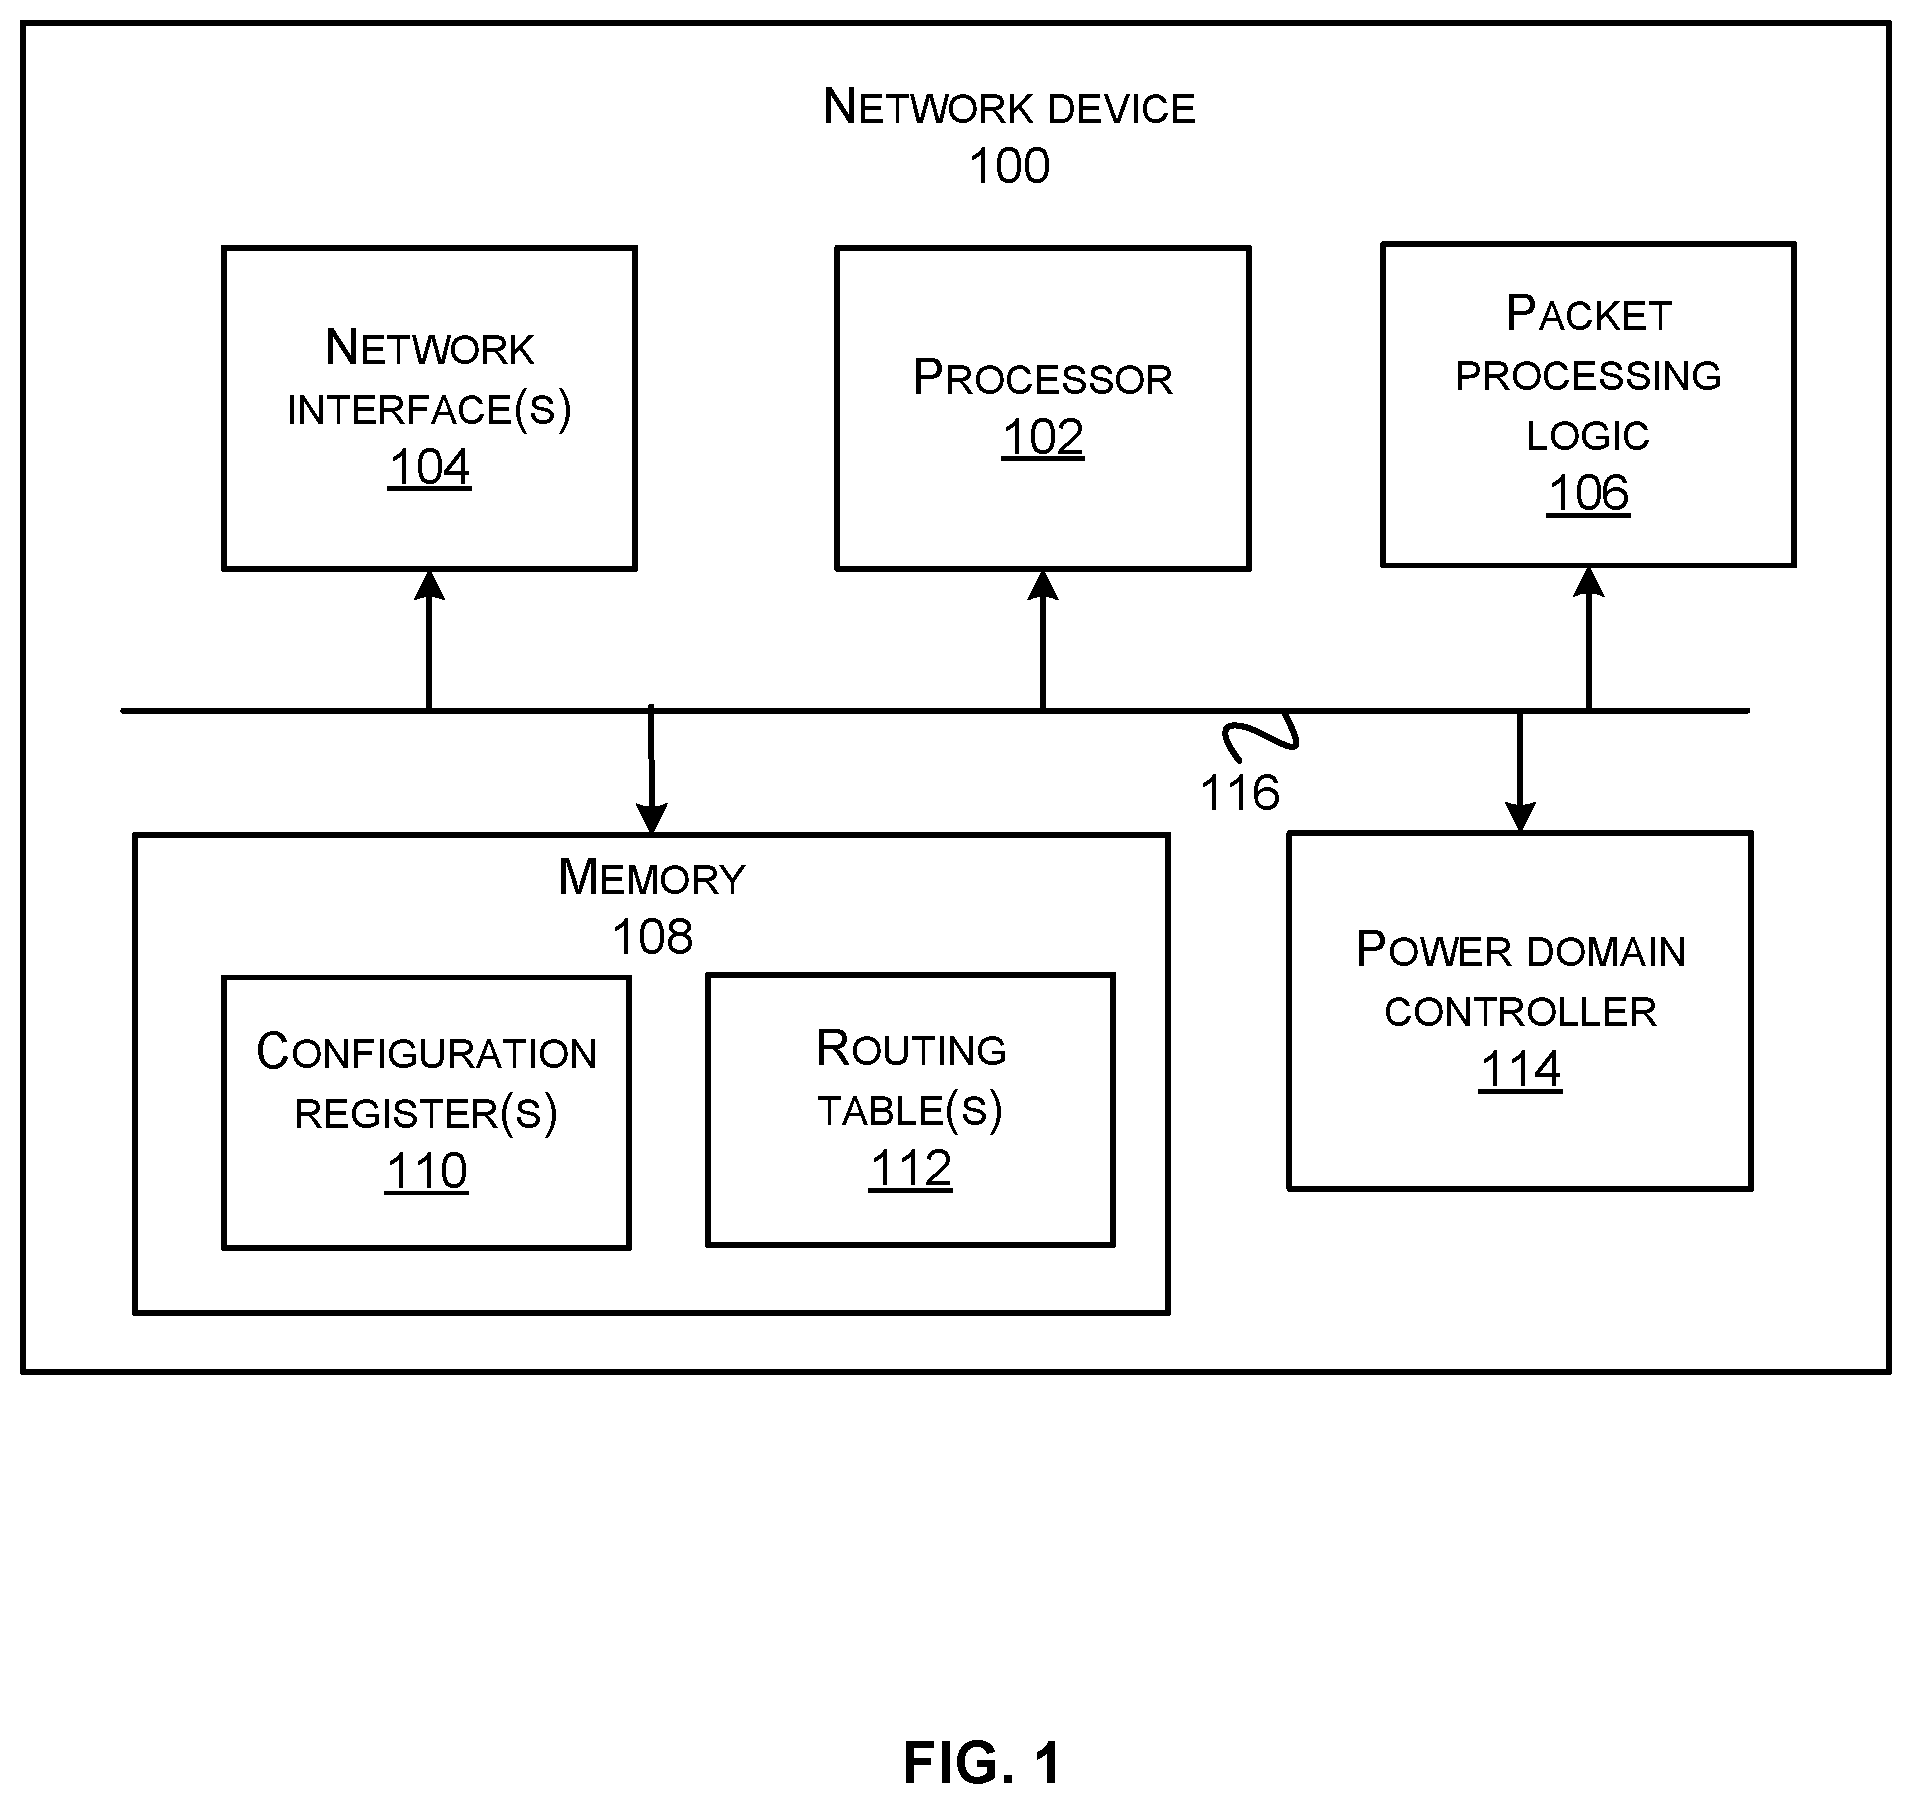 NETWORK DEVICE
100
NETWORK
INTERFACE(S)
104
PROCESSOR
102
PACKET
PROCESSING
LOGIC
106
116
MEMORY
108
CONFIGURATION
REGISTER(S)
110
ROUTING
TABLE(S)
112
POWER DOMAIN
CONTROLLER
114
FIG. 1